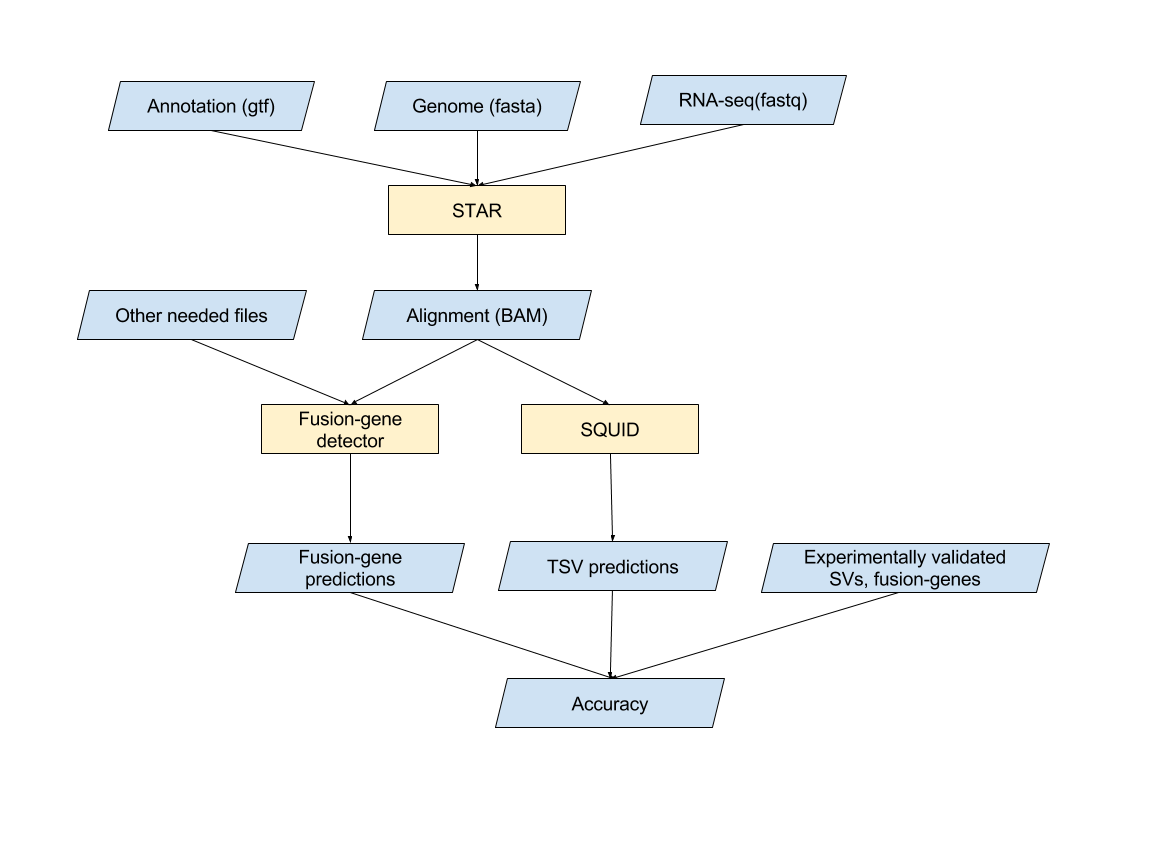 Annotation (gtf)
Genome (fasta)
RNA-seq(fastq)
STAR
Other needed files
Alignment (BAM)
Fusion-gene
detector
SQUID
Fusion-gene
predictions
TSV predictions
Experimentally validated
SVs, fusion-genes
Accuracy